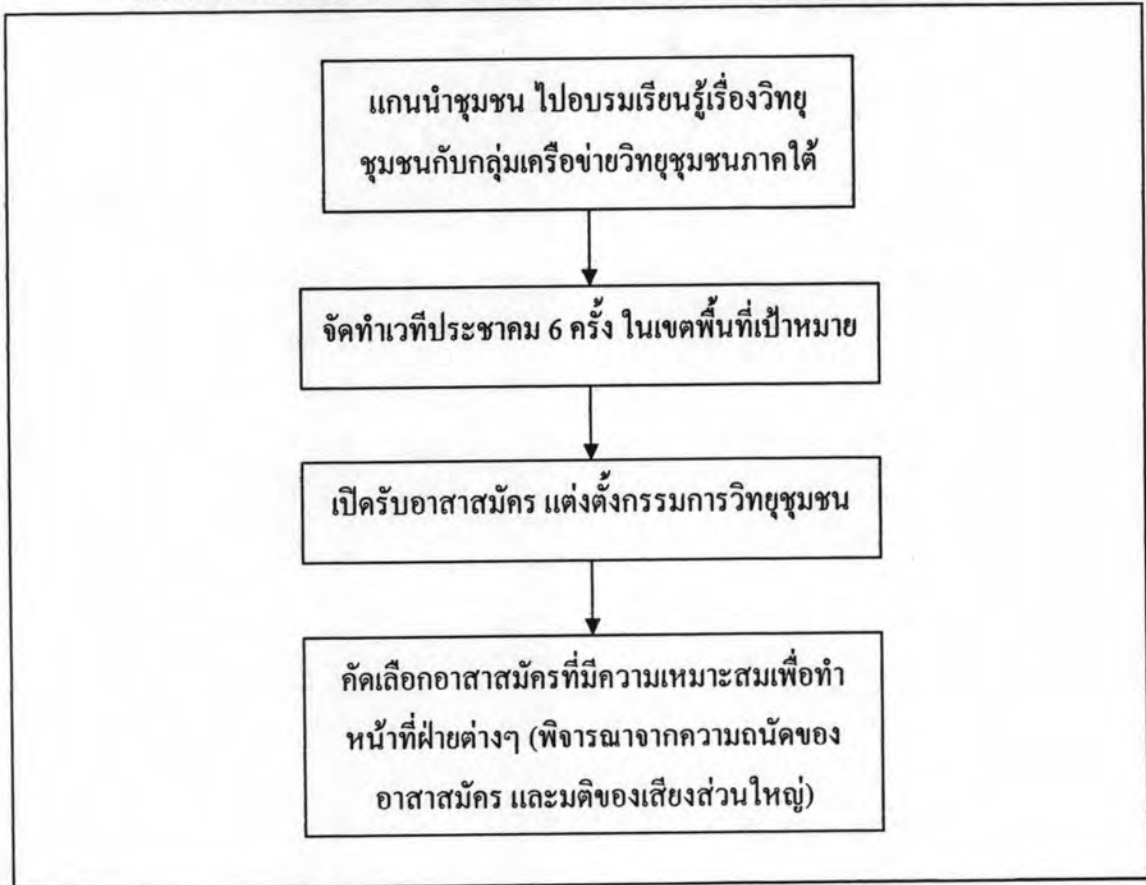 แกนนำชุมชน ไปอบรมเรียนรู้เรื่องวิทยุ
ชุมชนกับกลุ่มเครือข่ายวิทยุชุมชนภาคใต้
จัดทำเวทีประชาคม 6 ครั้ง ในเขตพื้นที่เป้าหมาย
เปิดรับอาสาสมัคร แต่งตั้งกรรมการวิทยุชุมชน
คัดเลือกอาสาสมัครที่มีความเหมาะสมเพื่อทำ
หน้าที่ฝ่ายต่างๆ (พิจารณาจากความถนัดของ
อาสาสมัคร และมติของเสียงส่วนใหญ่)